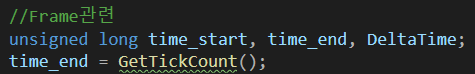 //Frame관련
unsigned long time_start, time_end, DeltaTime;
time_end = GetTickCount();